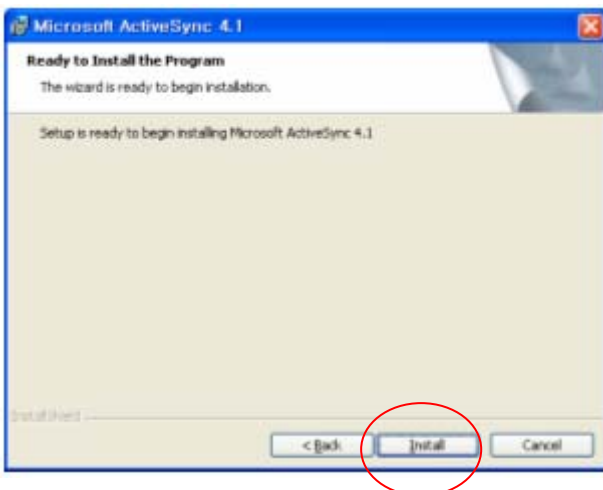 Microsoft ActiveSync 4.1
Ready to Install the Program
The wizard is ready to begin installation.
Setup is ready to begin installing Microsoft ActiveSync 4.1
InstallShield
< Back
Install
Cancel